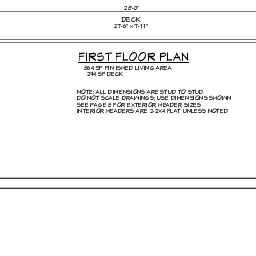 28'-0"
DECK
27'-8" x 7'-11"
FIRST FLOOR PLAN
864 SF FINISHED LIVING AREA
294 SF DECK
NOTE: ALL DIMENSIONS ARE STUD TO STUD
DO NOT SCALE DRAWINGS; USE DIMENSIONS SHOWN
SEE PAGE 2 FOR EXTERIOR HEADER SIZES
INTERIOR HEADERS ARE 2-2X4 FLAT UNLESS NOTED